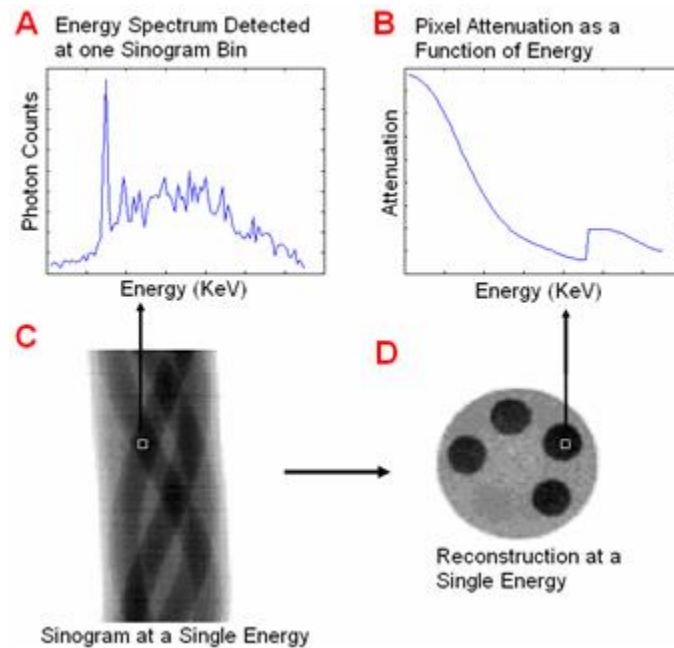 A
Energy Spectrum Detected
at one Sinogram Bin
Photon Counts
Energy (KeV)
B
Pixel Attenuation as a
Function of Energy
Attenuation
Energy (KeV)
C
Sinogram at a Single Energy
D
Reconstruction at a
Single Energy